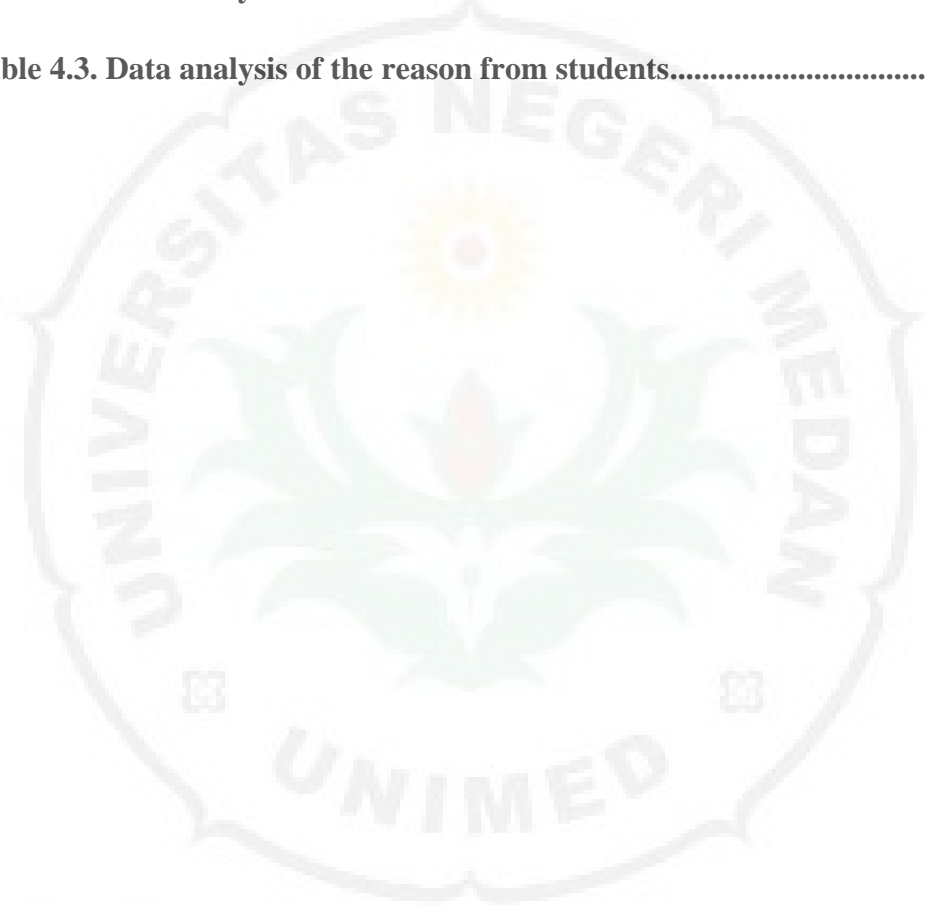 ble 4.3. Data analysis of the reason from students................................
UNIVERSITAS NEGERI MEDAN
UNIMED